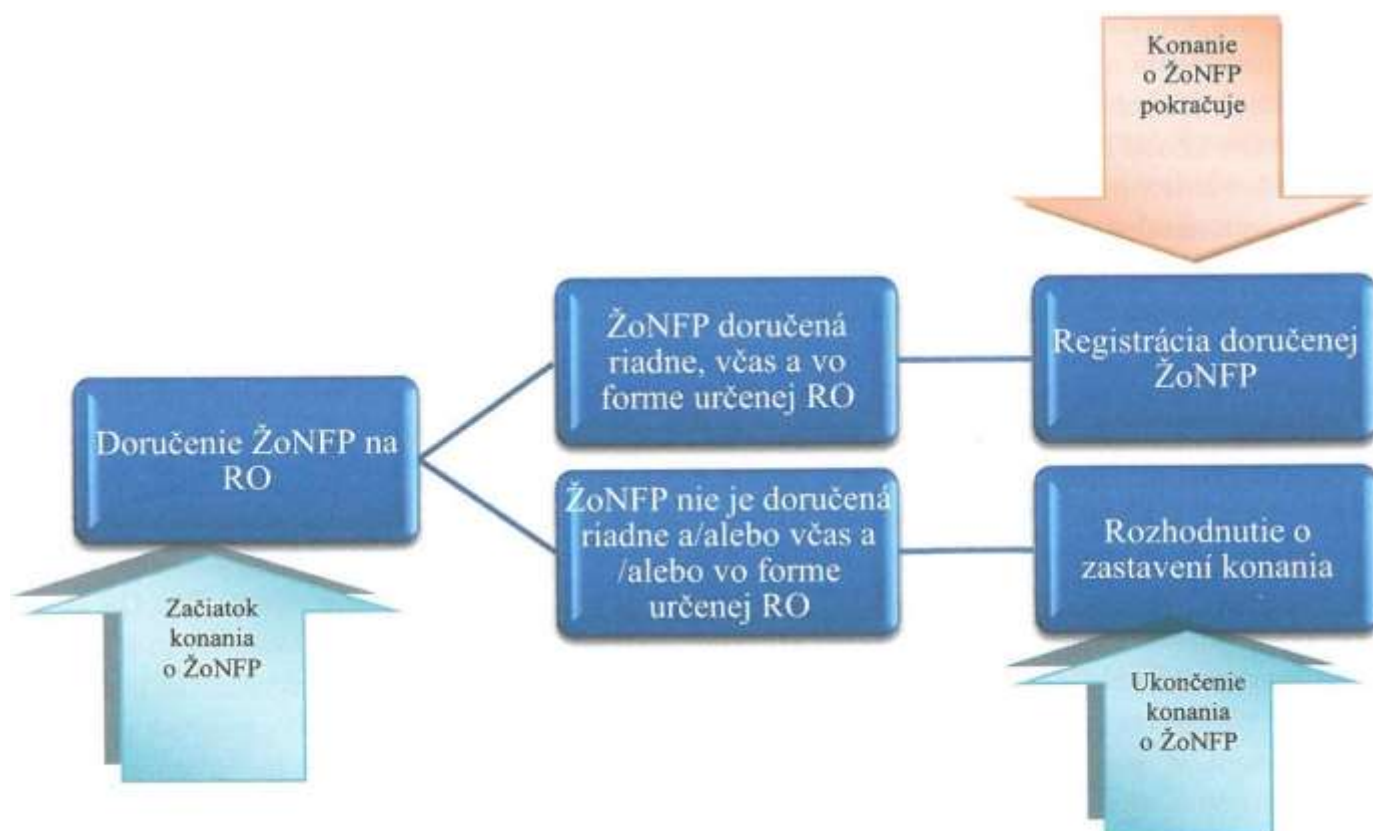 Konanie
o ŽoNFP
pokračuje
ŽoNFP doručená
riadne, včas a vo
forme určenej RO
Registrácia doručenej
ŽoNFP
Doručenie ŽoNFP na
RO
ŽoNFP nie je doručená
riadne a/alebo včas a
/alebo vo forme
určenej RO
Rozhodnutie o
zastavení konania
Začiatok
konania
o ŽoNFP
Ukončenie
konania
o ŽoNFP